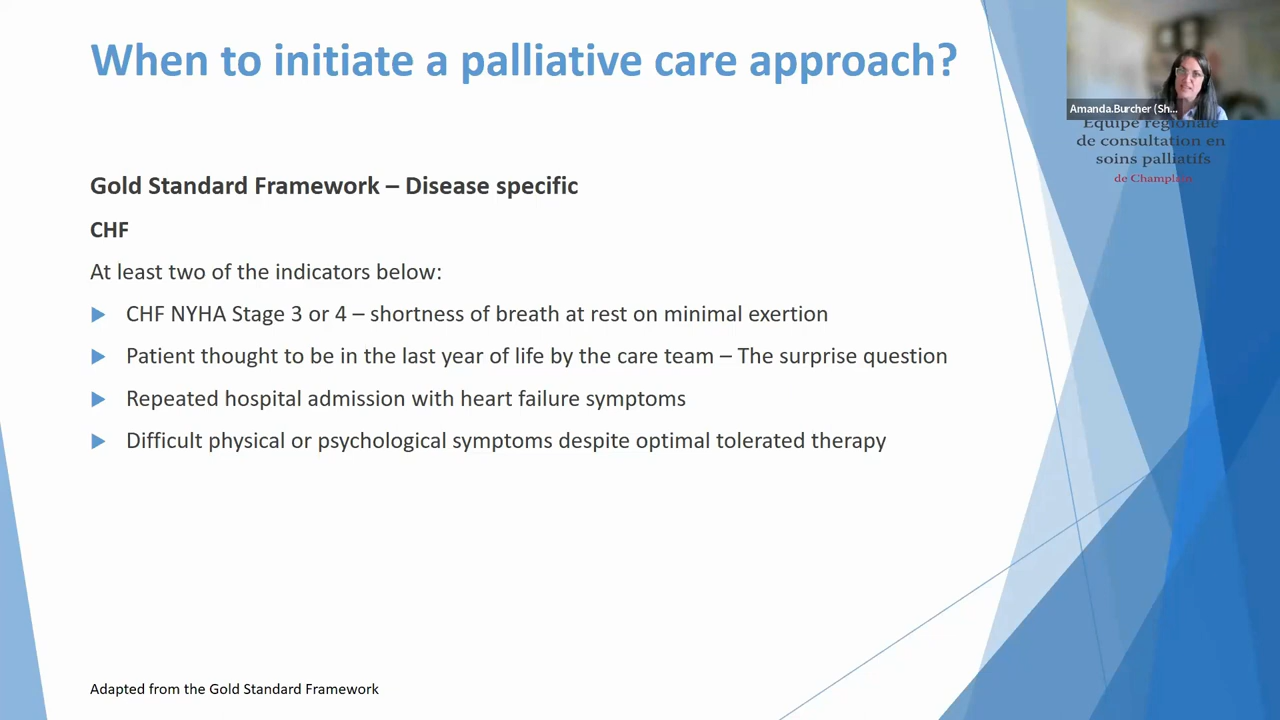 When to initiate a palliative care approach?
Amanda.Burcher (Sh...
Équipe régionale
de consultation en
soins palliatifs
de Champlain
Gold Standard Framework – Disease specific
CHF
At least two of the indicators below:
CHF NYHA Stage 3 or 4 – shortness of breath at rest on minimal exertion
Patient thought to be in the last year of life by the care team – The surprise question
Repeated hospital admission with heart failure symptoms
Difficult physical or psychological symptoms despite optimal tolerated therapy
Adapted from the Gold Standard Framework